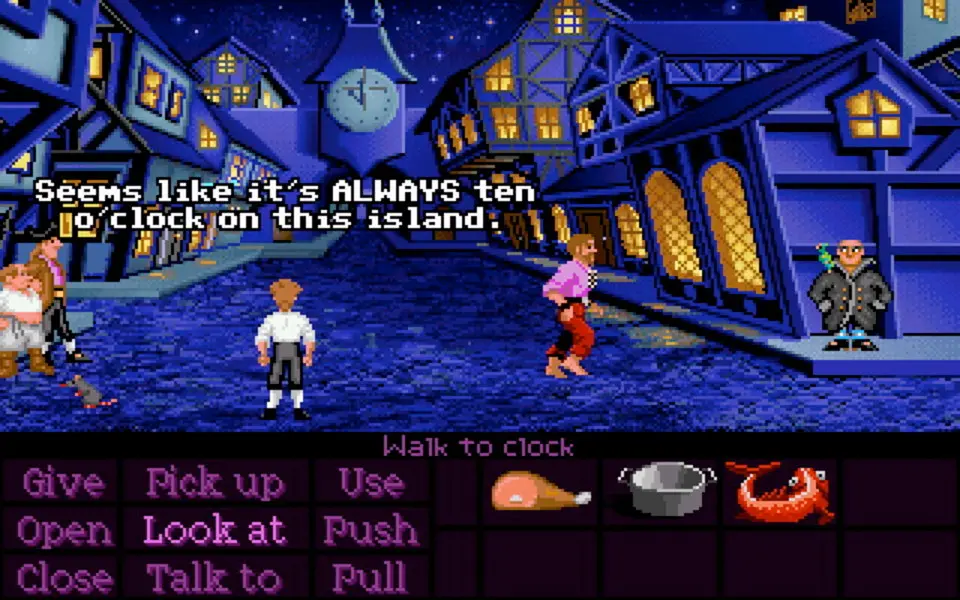 Seems like it's ALWAYS ten
o'clock on this island.
Walk to clock
Give Pick up Use
Open Look at Push
Close Talk to Pull